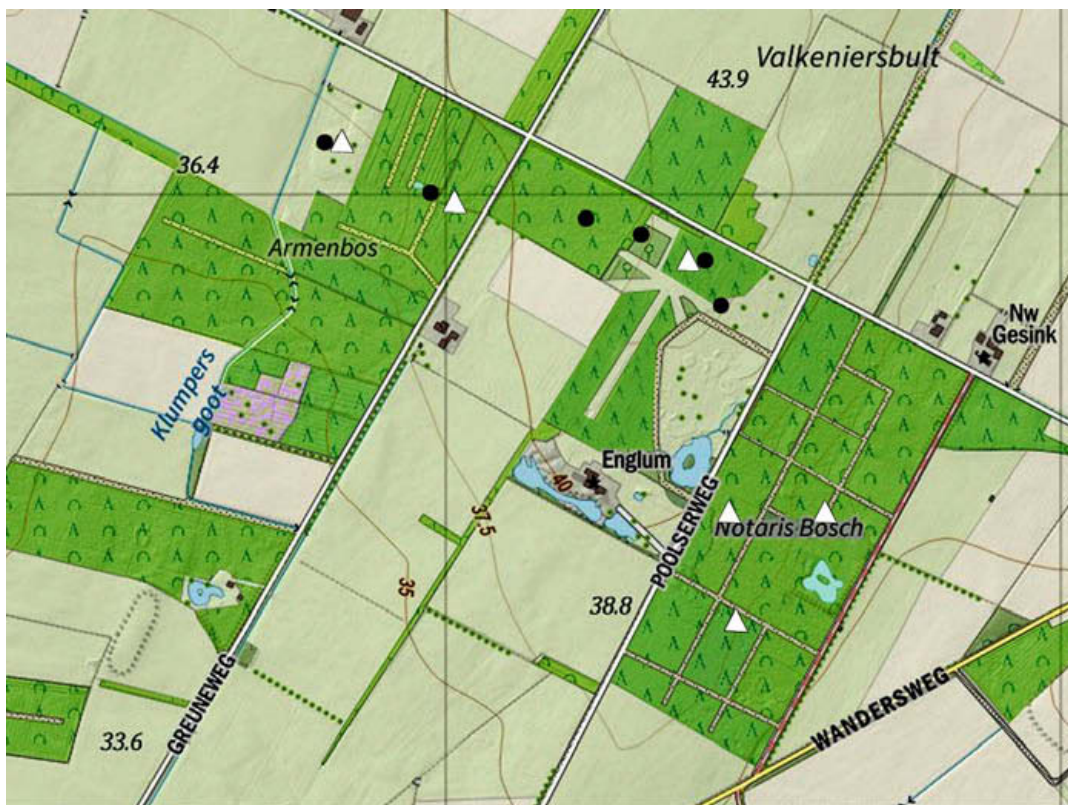 Valkeniersbult
43.9
36.4
Armenbos
Nw
Gesink
Klumpers
goot
Englum
40
37.5
Notaris Bosch
POOLSERWEG
35
38.8
GREUNEWEG
WANDERSWEG
33.6